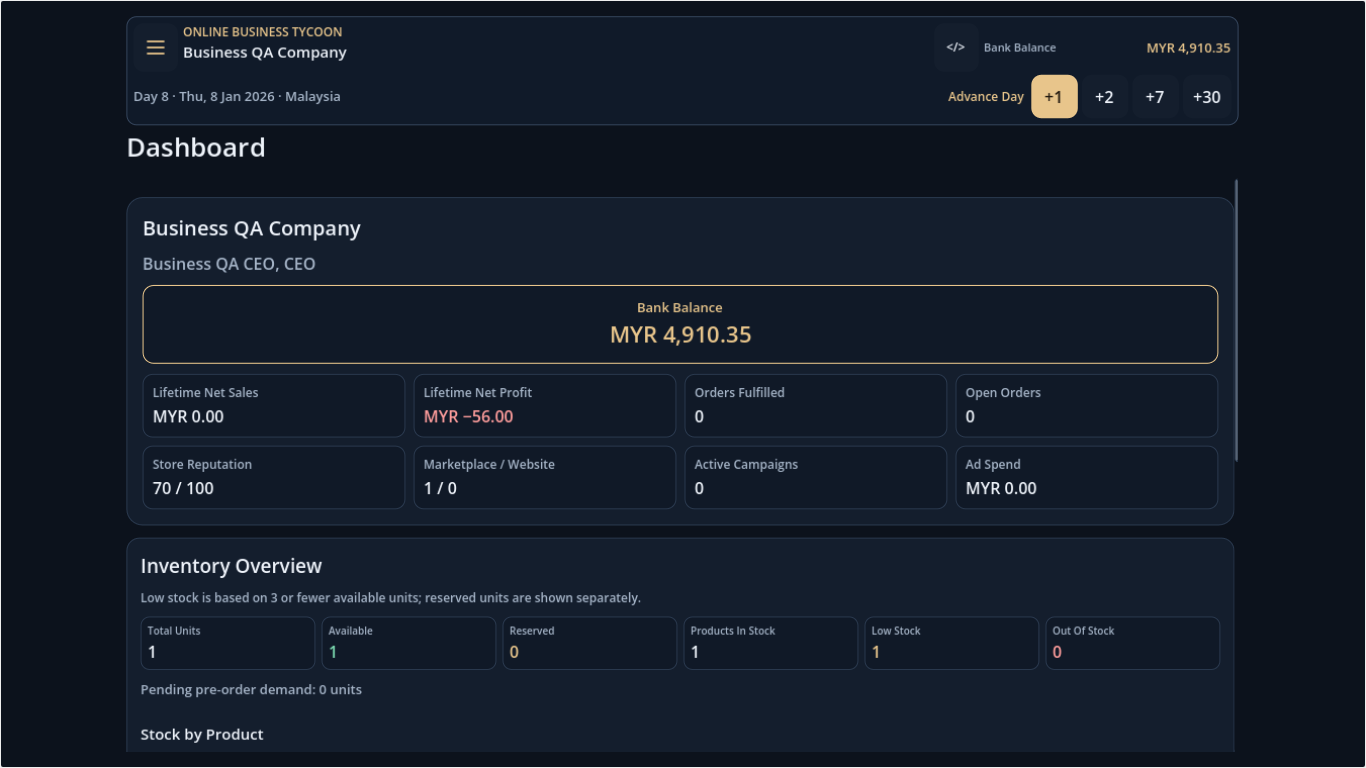 ONLINE BUSINESS TYCOON
Business QA Company
</> Bank Balance MYR 4,910.35
Day 8 · Thu, 8 Jan 2026 · Malaysia
Advance Day +1 +2 +7 +30
Dashboard
Business QA Company
Business QA CEO, CEO
Bank Balance
MYR 4,910.35
Lifetime Net Sales
MYR 0.00
Lifetime Net Profit
MYR −56.00
Orders Fulfilled
0
Open Orders
0
Store Reputation
70 / 100
Marketplace / Website
1 / 0
Active Campaigns
0
Ad Spend
MYR 0.00
Inventory Overview
Low stock is based on 3 or fewer available units; reserved units are shown separately.
Total Units
1
Available
1
Reserved
0
Products In Stock
1
Low Stock
1
Out Of Stock
0
Pending pre-order demand: 0 units
Stock by Product